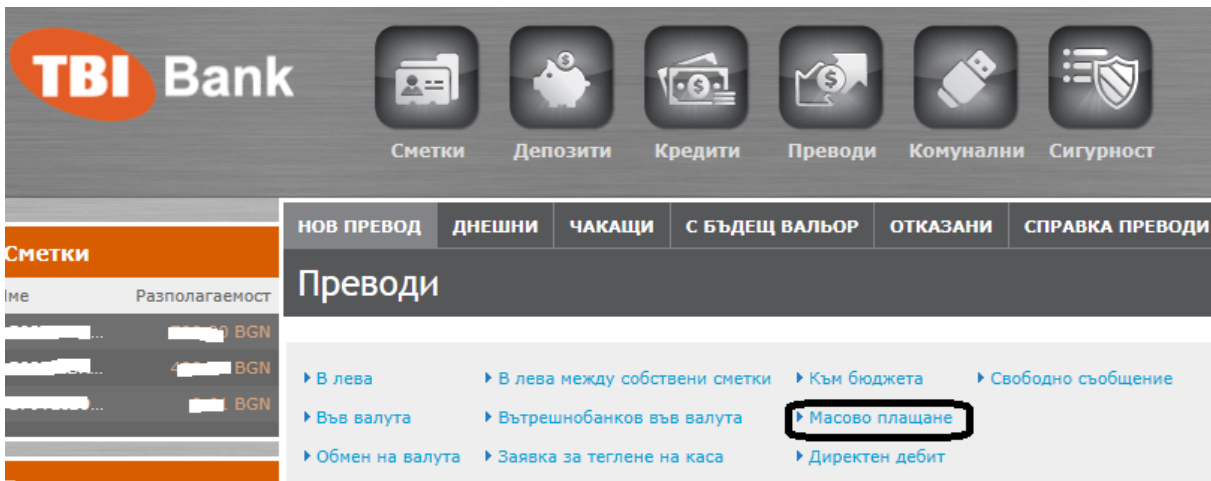 TBI Bank
Сметки Депозити Кредити Преводи Комунални Сигурност
НОВ ПРЕВОД ДНЕШНИ ЧАКАЩИ С БЪДЕЩ ВАЛЬОР ОТКАЗАНИ СПРАВКА ПРЕВОДИ
Сметки
Преводи
Име Разполагаемост
BGN
BGN
BGN
В лева В лева между собствени сметки Към бюджета Свободно съобщение
Във валута Вътрешнобанков във валута Масово плащане
Обмен на валута Заявка за теглене на каса Директен дебит